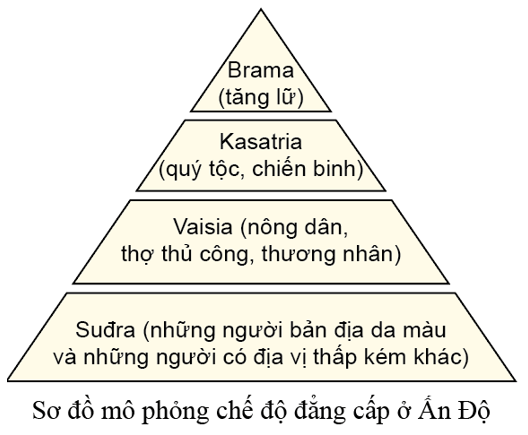 Brama
(tăng lữ)
Kasatria
(quý tộc, chiến binh)
Vaisia (nông dân,
thợ thủ công, thương nhân)
Suđra (những người bản địa da màu
và những người có địa vị thấp kém khác)
Sơ đồ mô phỏng chế độ đẳng cấp ở Ấn Độ